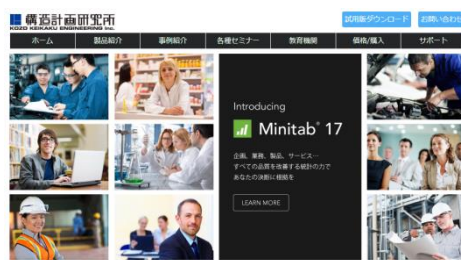 構造計画研究所
KOZO KEIKAKU ENGINEERING Inc.
試用版ダウンロード
お問い合わせ
ホーム 製品紹介 事例紹介 各種セミナー 教育機関 価格/購入 サポート
Introducing
Minitab® 17
企画、業務、製品、サービス…
すべての品質を改善する統計の力で
あなたの決断に根拠を
LEARN MORE